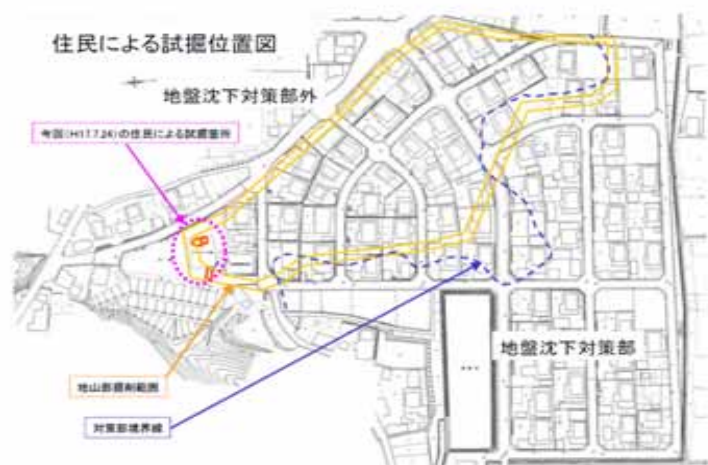 住民による試掘位置図
地盤沈下対策部外
今回(H17.7.24)の住民による試掘箇所
地山部掘削範囲
地盤沈下対策部
対策部境界線